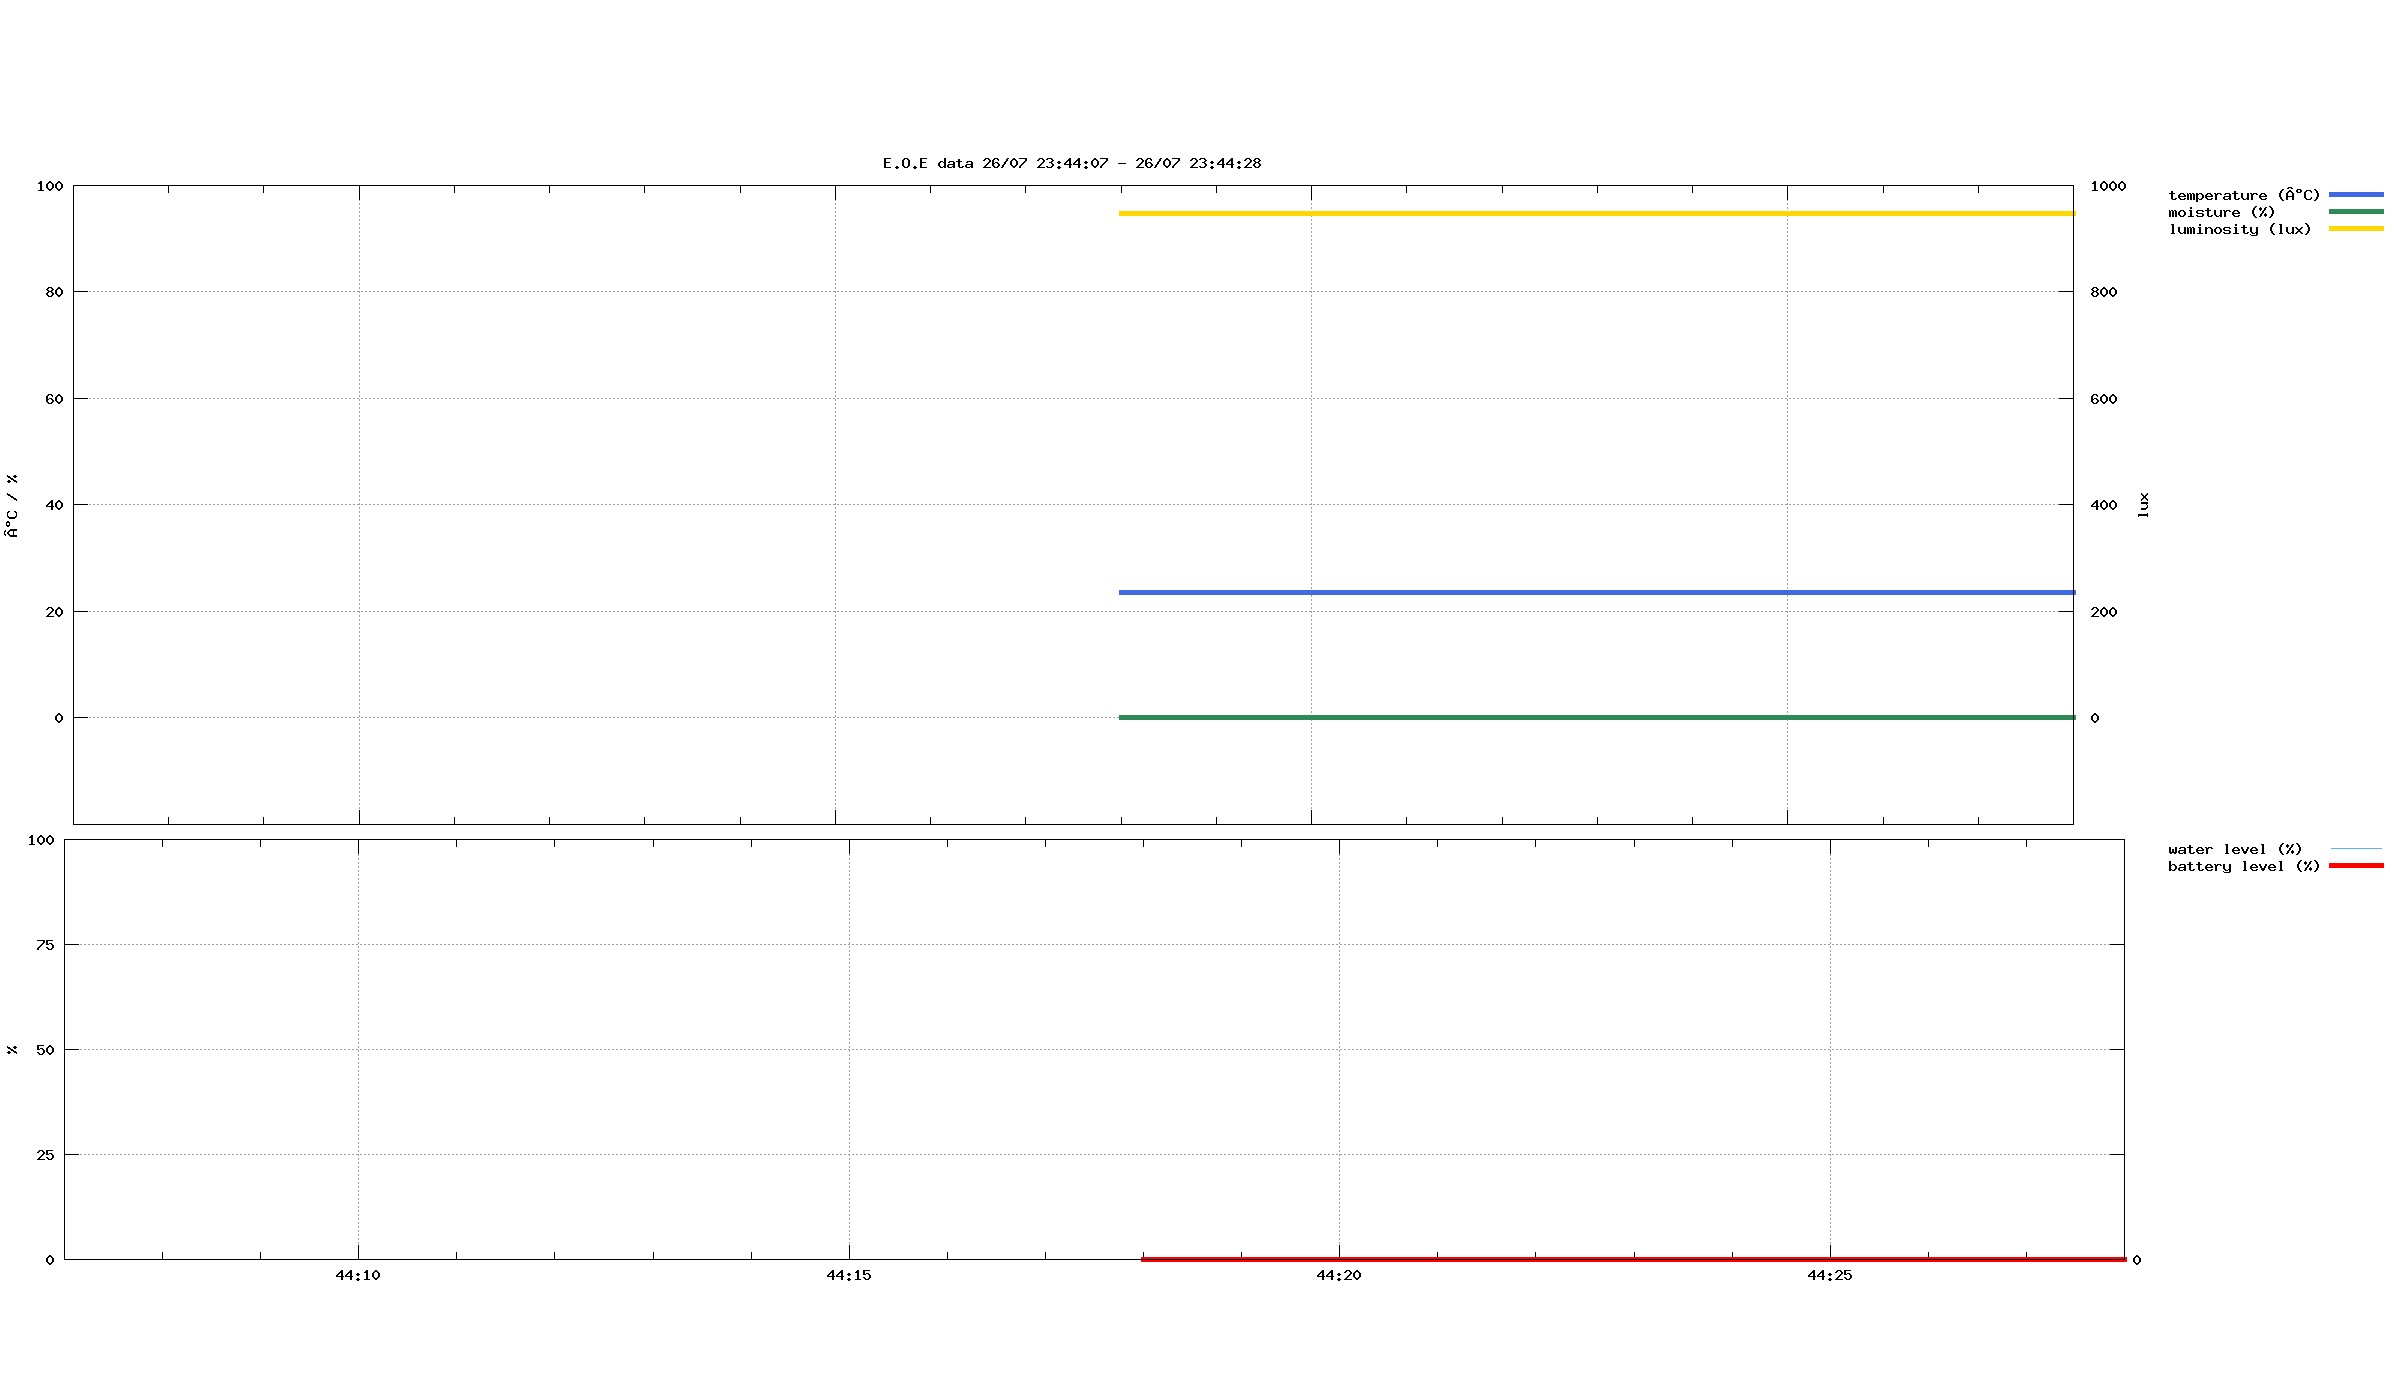 E.O.E data 26/07 23:44:07 - 26/07 23:44:28
100
80
60
40
20
0
Â°C / %
1000
800
600
400
200
0
lux
temperature (Â°C)
moisture (%)
luminosity (lux)
100
75
50
25
0
%
0
44:10 44:15 44:20 44:25
water level (%)
battery level (%)